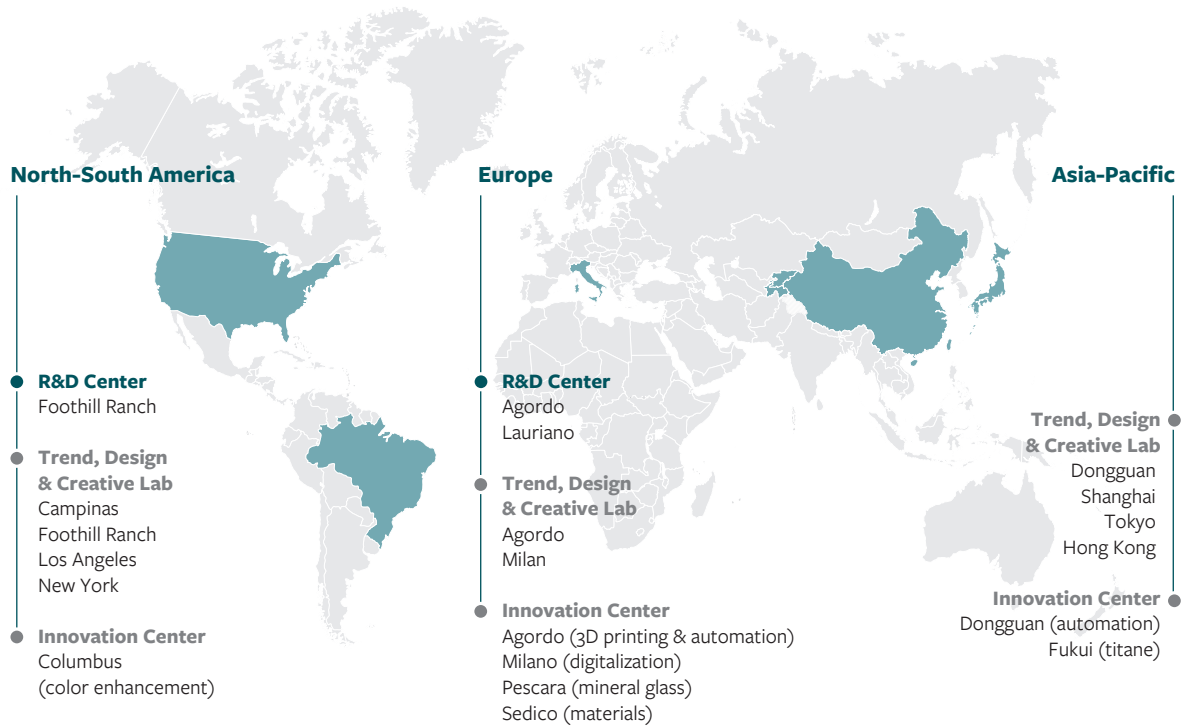 North-South America
R&D Center
Foothill Ranch
Trend, Design
& Creative Lab
Campinas
Foothill Ranch
Los Angeles
New York
Innovation Center
Columbus
(color enhancement)
Europe
R&D Center
Agordo
Lauriano
Trend, Design
& Creative Lab
Agordo
Milan
Innovation Center
Agordo (3D printing & automation)
Milano (digitalization)
Pescara (mineral glass)
Sedico (materials)
Asia-Pacific
Trend, Design
& Creative Lab
Dongguan
Shanghai
Tokyo
Hong Kong
Innovation Center
Dongguan (automation)
Fukui (titane)